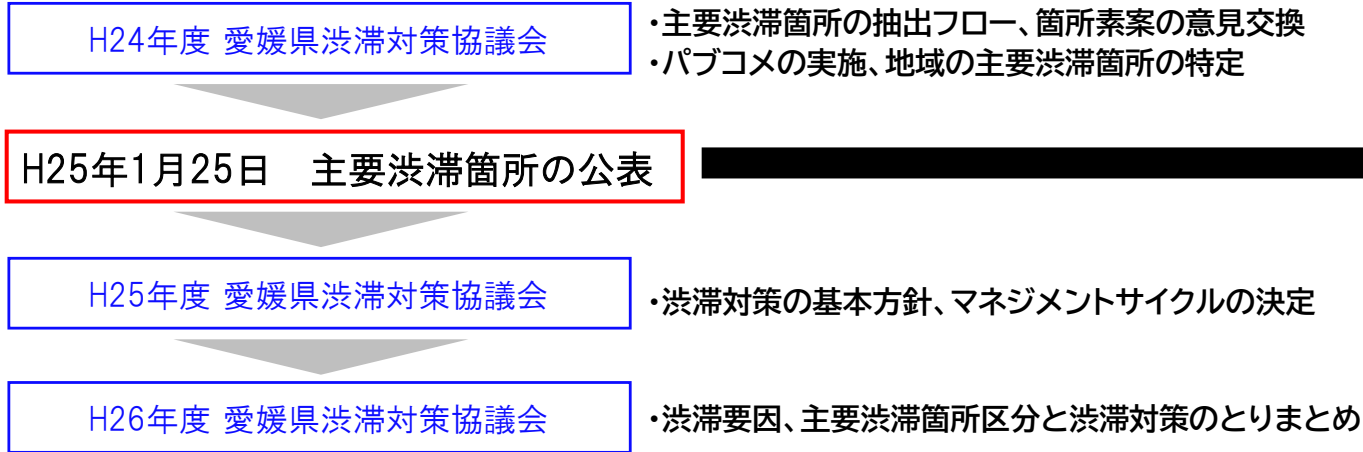 H24年度 愛媛県渋滞対策協議会
・主要渋滞箇所の抽出フロー、箇所素案の意見交換
・パブコメの実施、地域の主要渋滞箇所の特定
H25年1月25日　主要渋滞箇所の公表
H25年度 愛媛県渋滞対策協議会
・渋滞対策の基本方針、マネジメントサイクルの決定
H26年度 愛媛県渋滞対策協議会
・渋滞要因、主要渋滞箇所区分と渋滞対策のとりまとめ